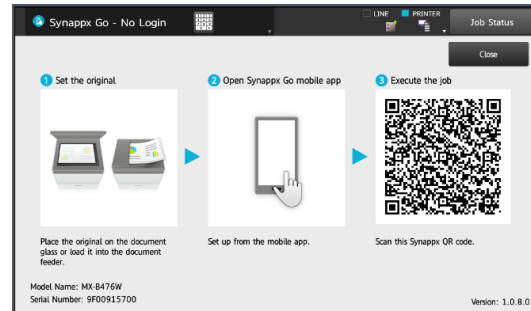 Synappx Go - No Login
LINE
PRINTER
Job Status
Close
1 Set the original
2 Open Synappx Go mobile app
3 Execute the job
Place the original on the document
glass or load it into the document
feeder.
Set up from the mobile app.
Scan this Synappx QR code.
Model Name: MX-B476W
Serial Number: 9F00915700
Version: 1.0.8.0